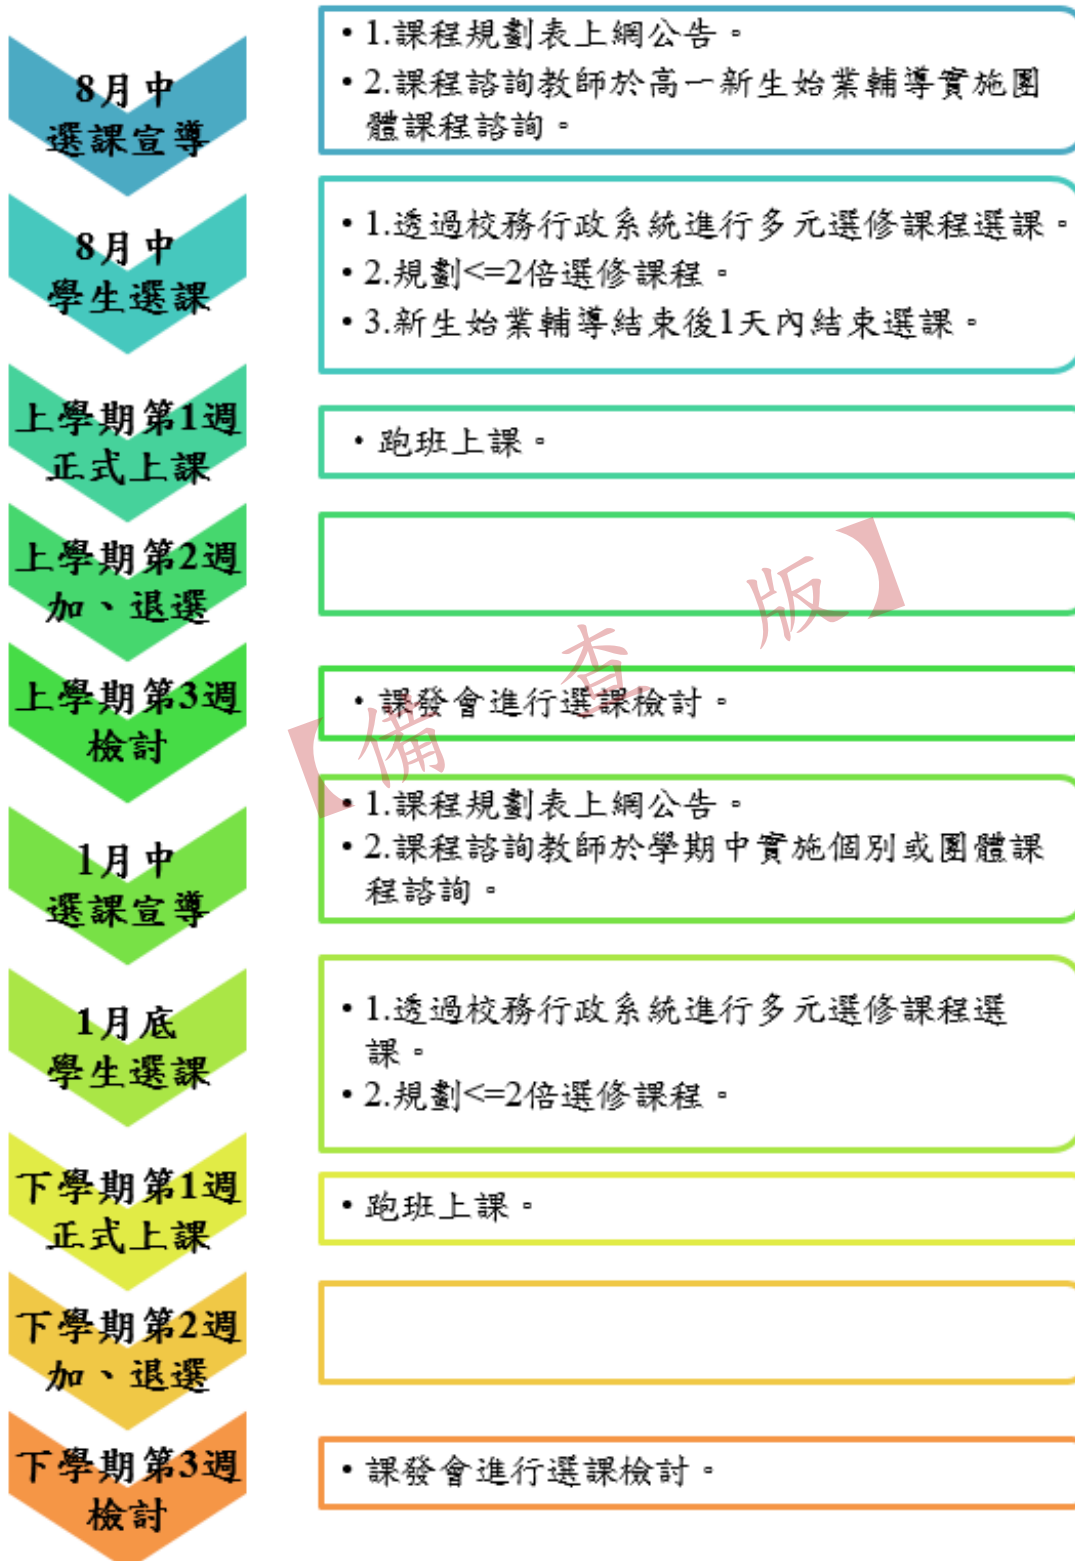 8月中
選課宣導
• 1.課程規劃表上網公告。
• 2.課程諮詢教師於高一新生始業輔導實施團
體課程諮詢。
8月中
學生選課
• 1.透過校務行政系統進行多元選修課程選課。
• 2.規劃<=2倍選修課程。
• 3.新生始業輔導結束後1天內結束選課。
上學期第1週
正式上課
• 跑班上課。
上學期第2週
加、退選
上學期第3週
檢討
• 課發會進行選課檢討。
1月中
選課宣導
• 1.課程規劃表上網公告。
• 2.課程諮詢教師於學期中實施個別或團體課
程諮詢。
1月底
學生選課
• 1.透過校務行政系統進行多元選修課程選
課。
• 2.規劃<=2倍選修課程。
下學期第1週
正式上課
• 跑班上課。
下學期第2週
加、退選
下學期第3週
檢討
• 課發會進行選課檢討。
【備查版】